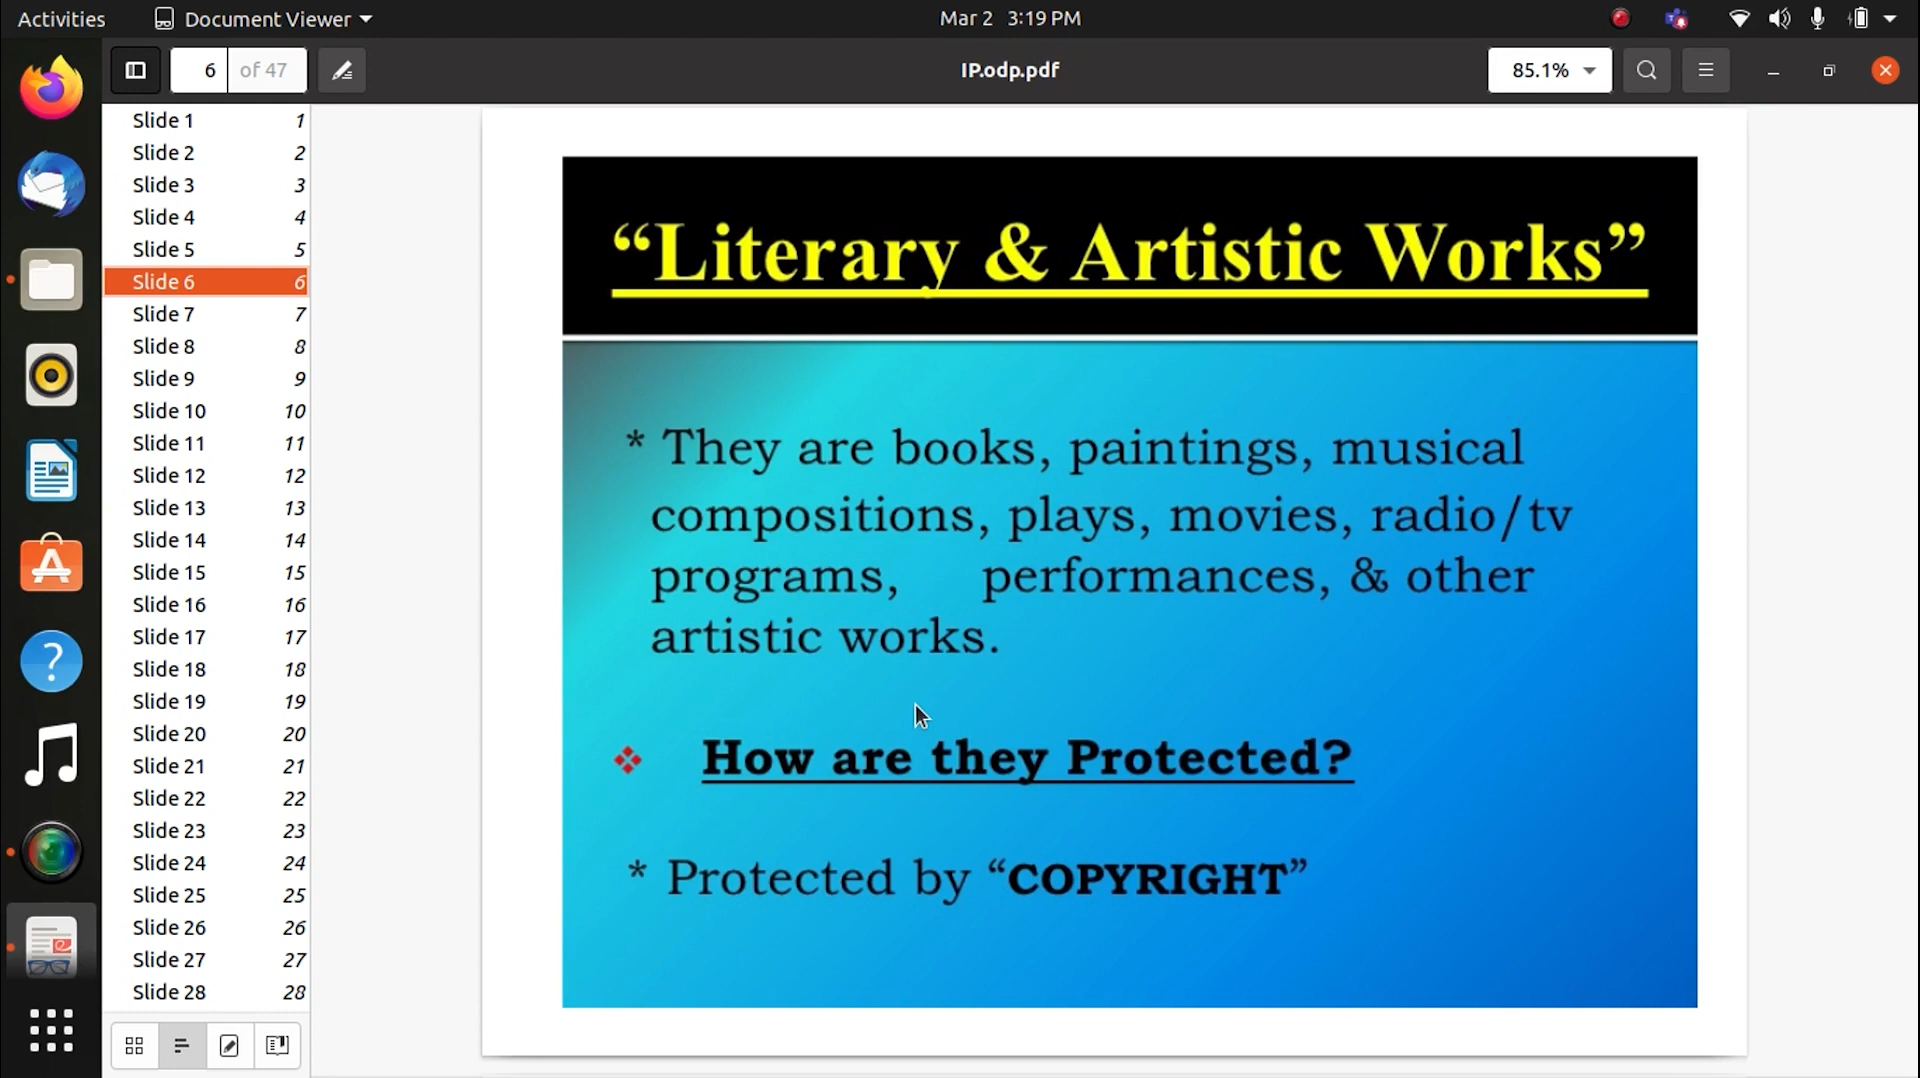 Activities Document Viewer Mar 2 3:19 PM
6 of 47 IP.odp.pdf 85.1%
Slide 1 1
Slide 2 2
Slide 3 3
Slide 4 4
Slide 5 5
Slide 6 6
Slide 7 7
Slide 8 8
Slide 9 9
Slide 10 10
Slide 11 11
Slide 12 12
Slide 13 13
Slide 14 14
Slide 15 15
Slide 16 16
Slide 17 17
Slide 18 18
Slide 19 19
Slide 20 20
Slide 21 21
Slide 22 22
Slide 23 23
Slide 24 24
Slide 25 25
Slide 26 26
Slide 27 27
Slide 28 28
“Literary & Artistic Works”
* They are books, paintings, musical
compositions, plays, movies, radio/tv
programs, performances, & other
artistic works.
❖ How are they Protected?
* Protected by “COPYRIGHT”